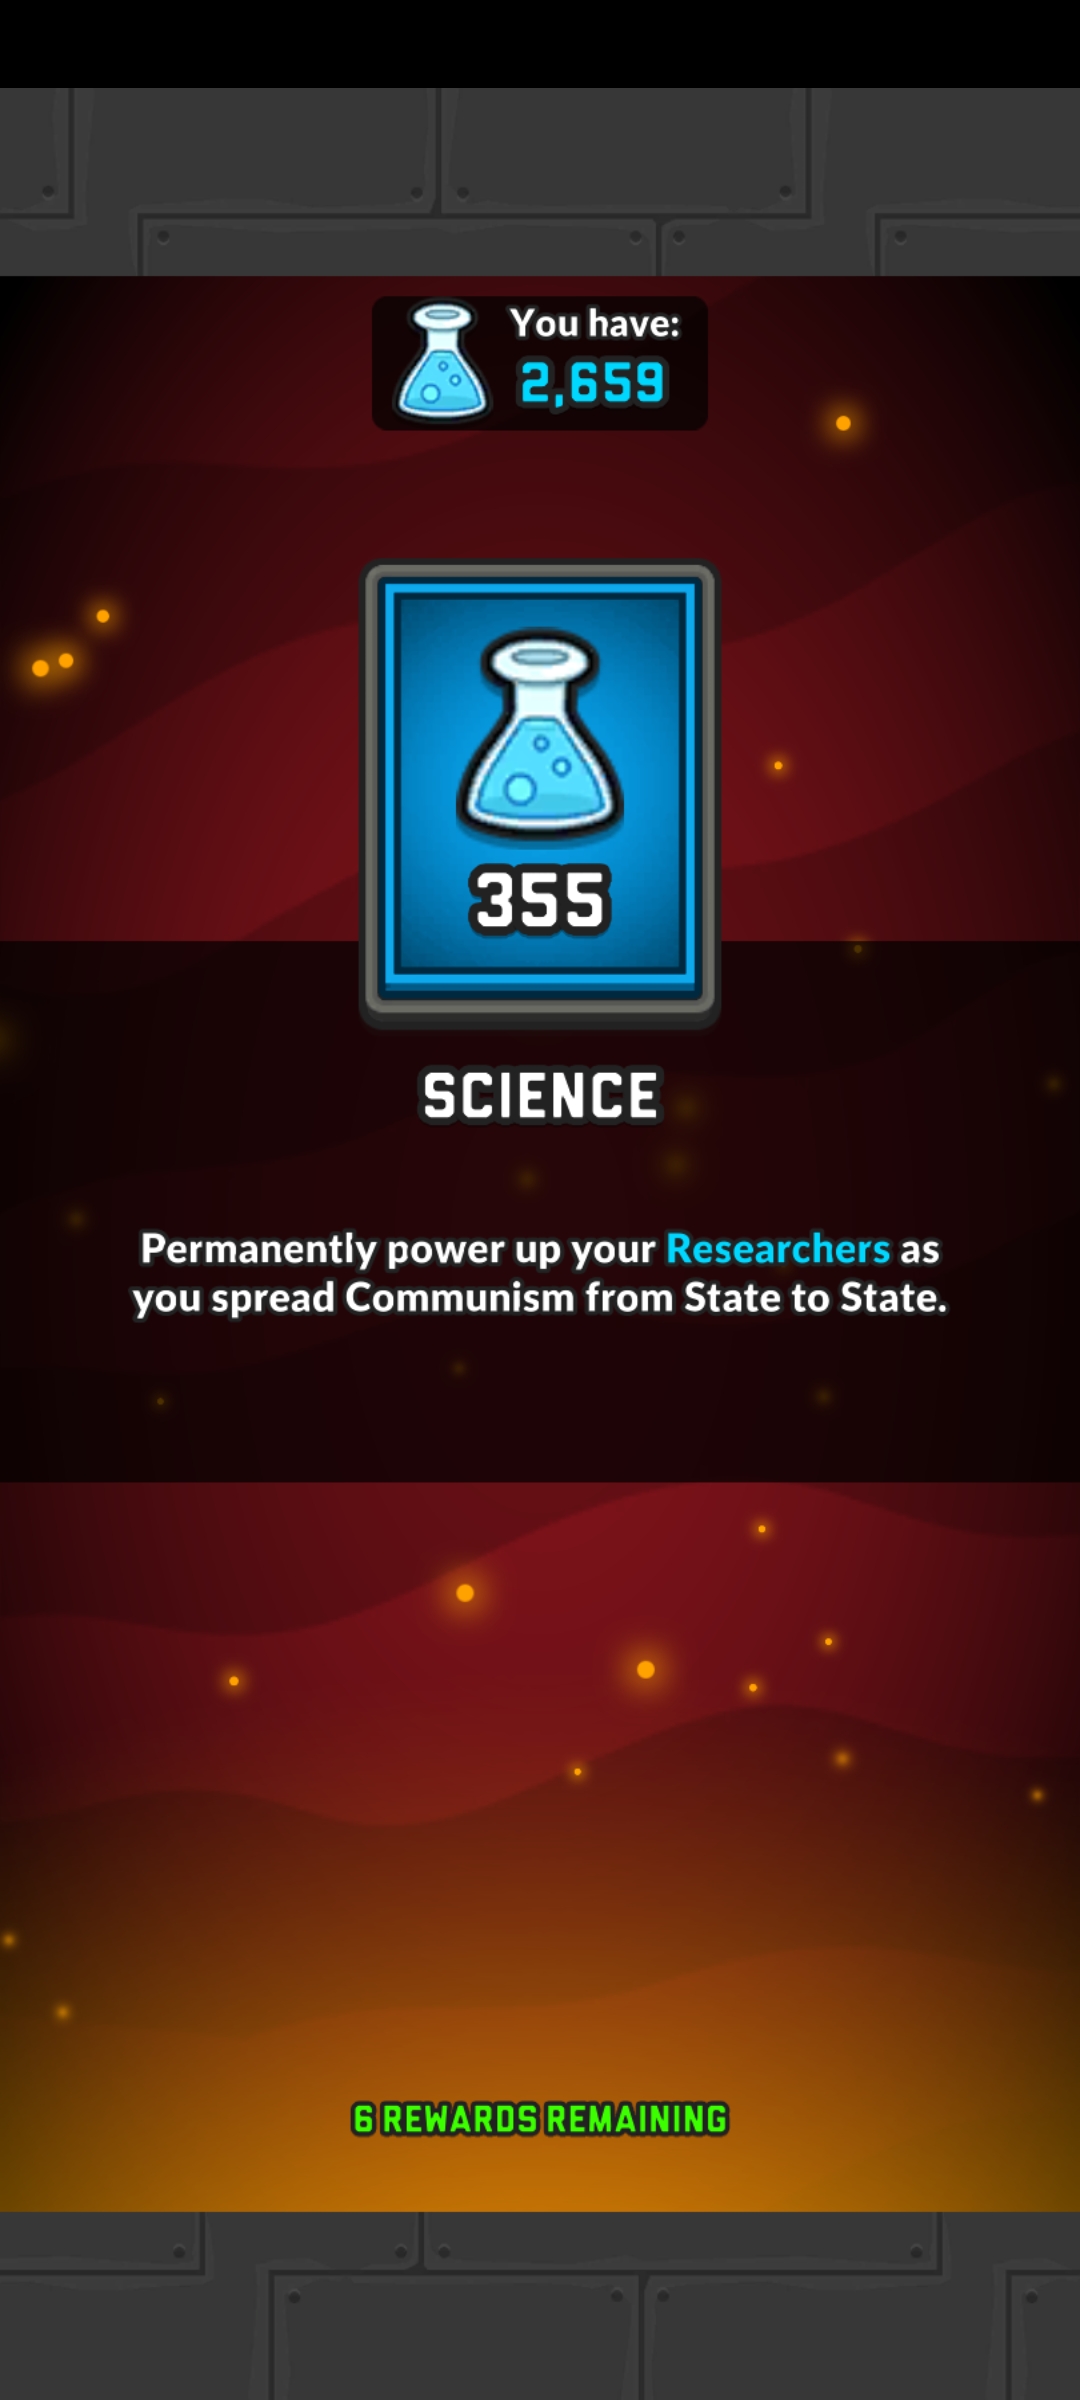 You have:
2,659
355
SCIENCE
Permanently power up your Researchers as
you spread Communism from State to State.
6 REWARDS REMAINING